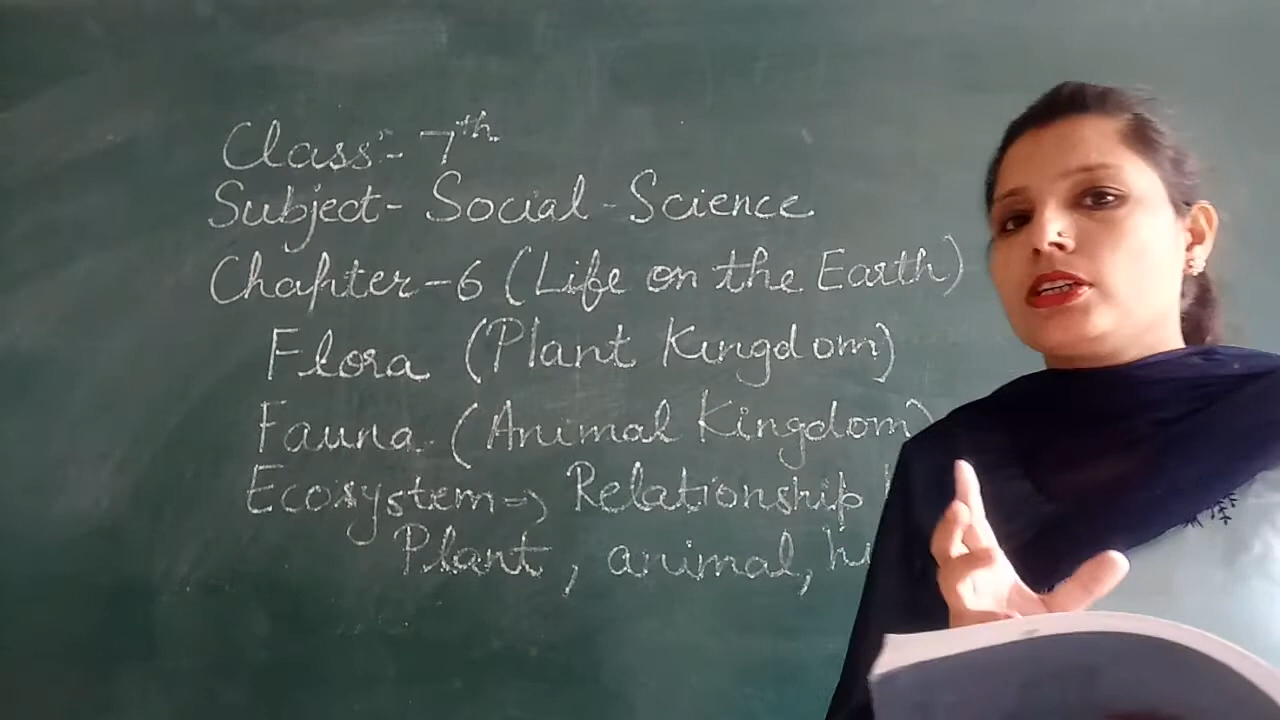 Class:- 7th
Subject- Social-Science
Chapter-6 (Life on the Earth)
Flora (Plant Kingdom)
Fauna (Animal Kingdom)
Ecosystem=> Relationship
Plant, animal,